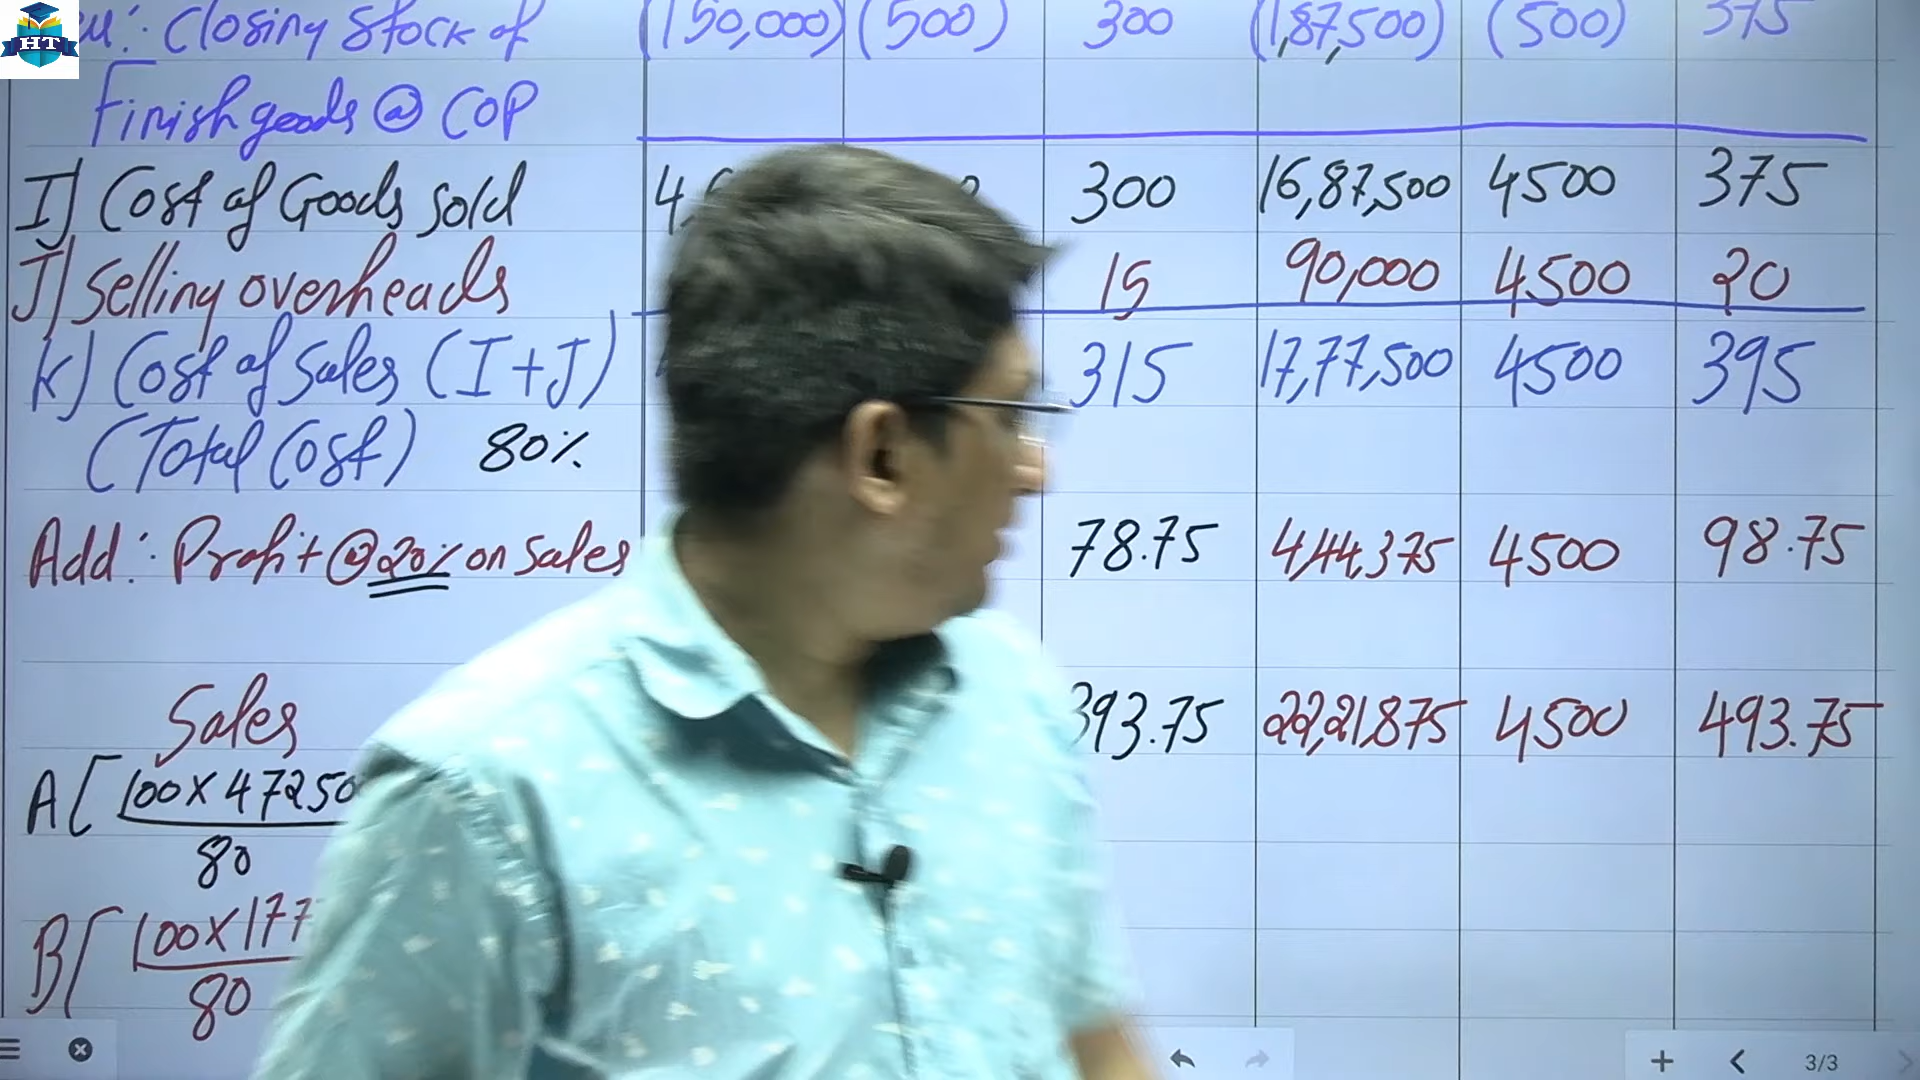 HT
Closing Stock of (150,000) (500) 300 (1,87,500) (500) 375
Finish goods @ COP
I) Cost of Goods sold 300 16,87,500 4500 375
J) Selling overheads 15 90,000 4500 20
K) Cost of Sales (I+J) 315 17,77,500 4500 395
(Total Cost) 80%
Add: Profit @ 20% on Sales 78.75 4,44,375 4500 98.75
Sales 393.75 22,21,875 4500 493.75
A[ 100 x 47250
80
B[ 100 x 177
80
3/3